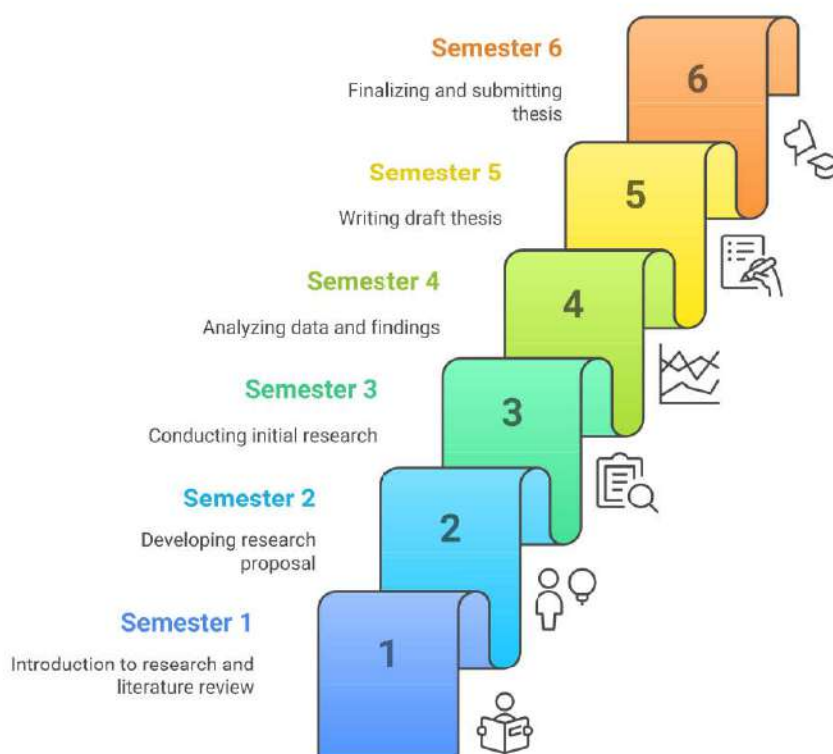 Semester 6
6
Finalizing and submitting
thesis
Semester 5
5
Writing draft thesis
Semester 4
4
Analyzing data and findings
Semester 3
3
Conducting initial research
Semester 2
2
Developing research
proposal
Semester 1
1
Introduction to research and
literature review